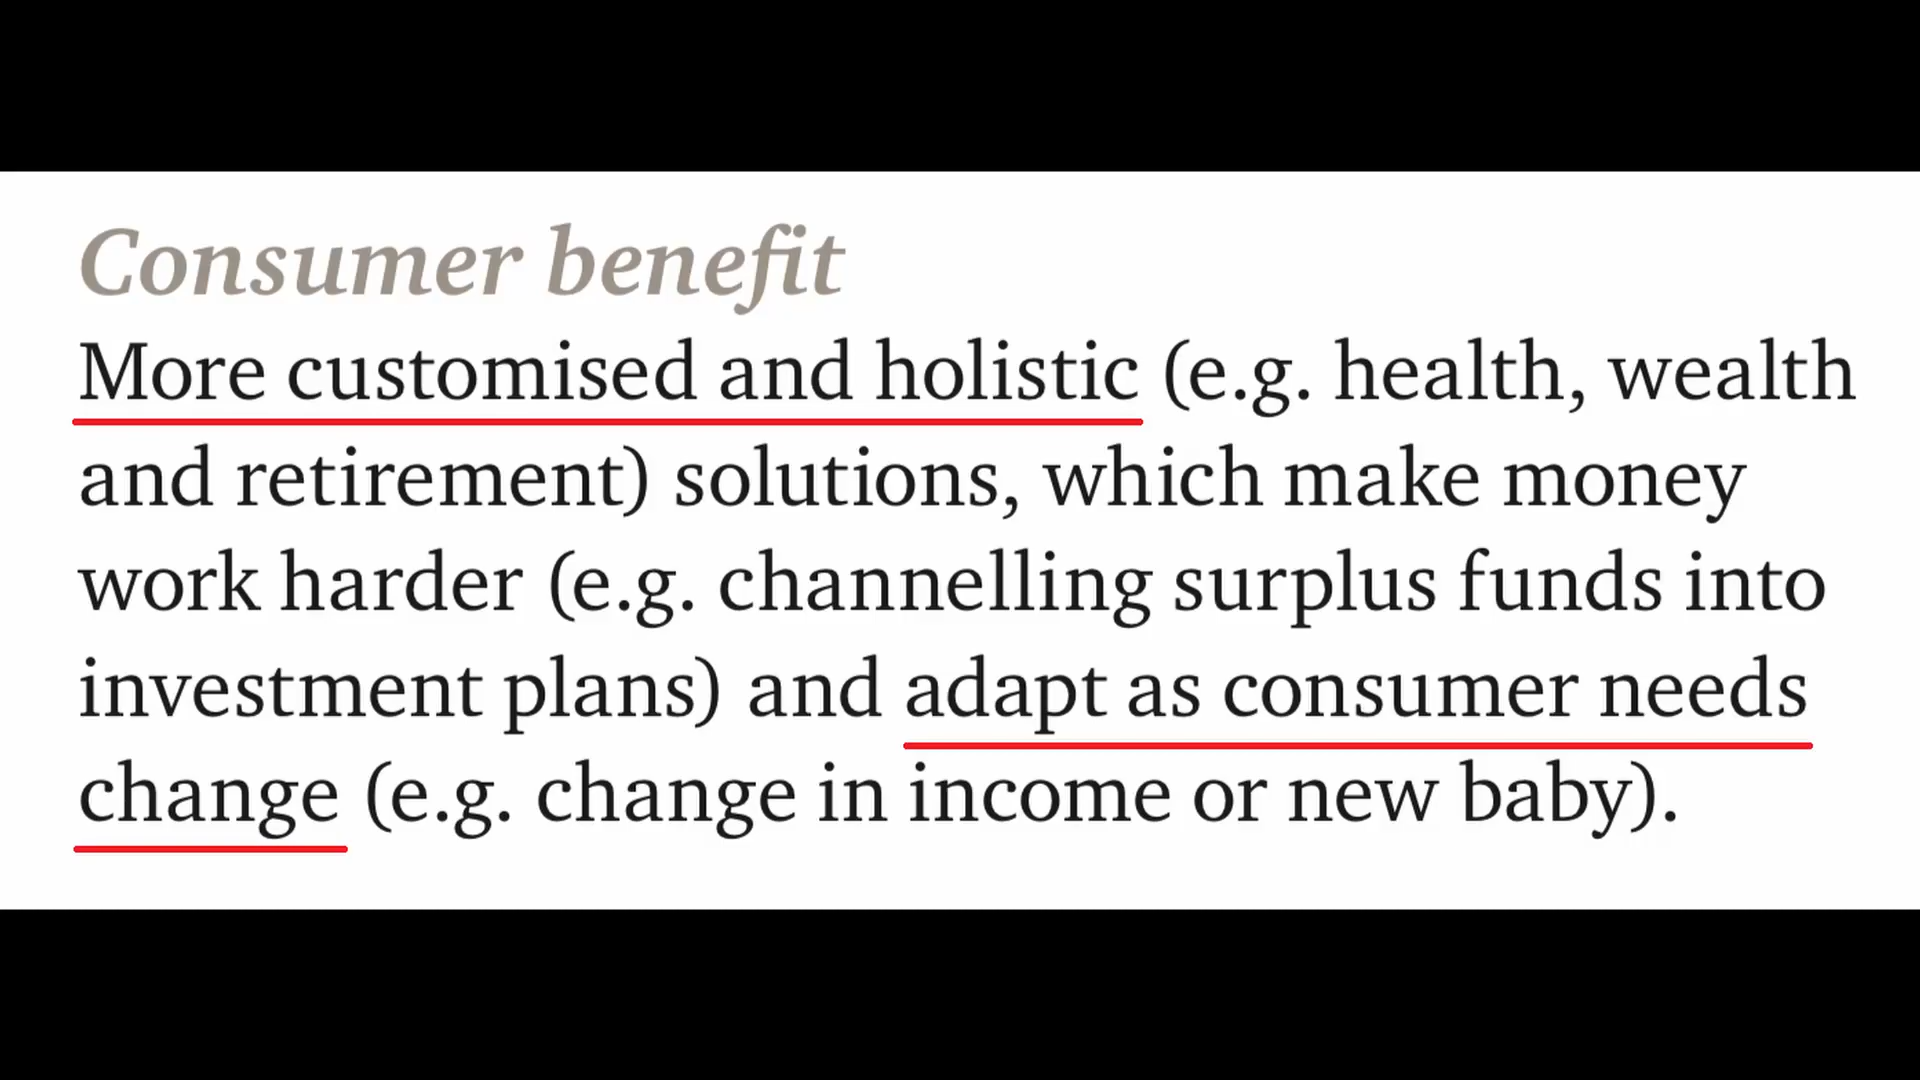 Consumer benefit
More customised and holistic (e.g. health, wealth
and retirement) solutions, which make money
work harder (e.g. channelling surplus funds into
investment plans) and adapt as consumer needs
change (e.g. change in income or new baby).